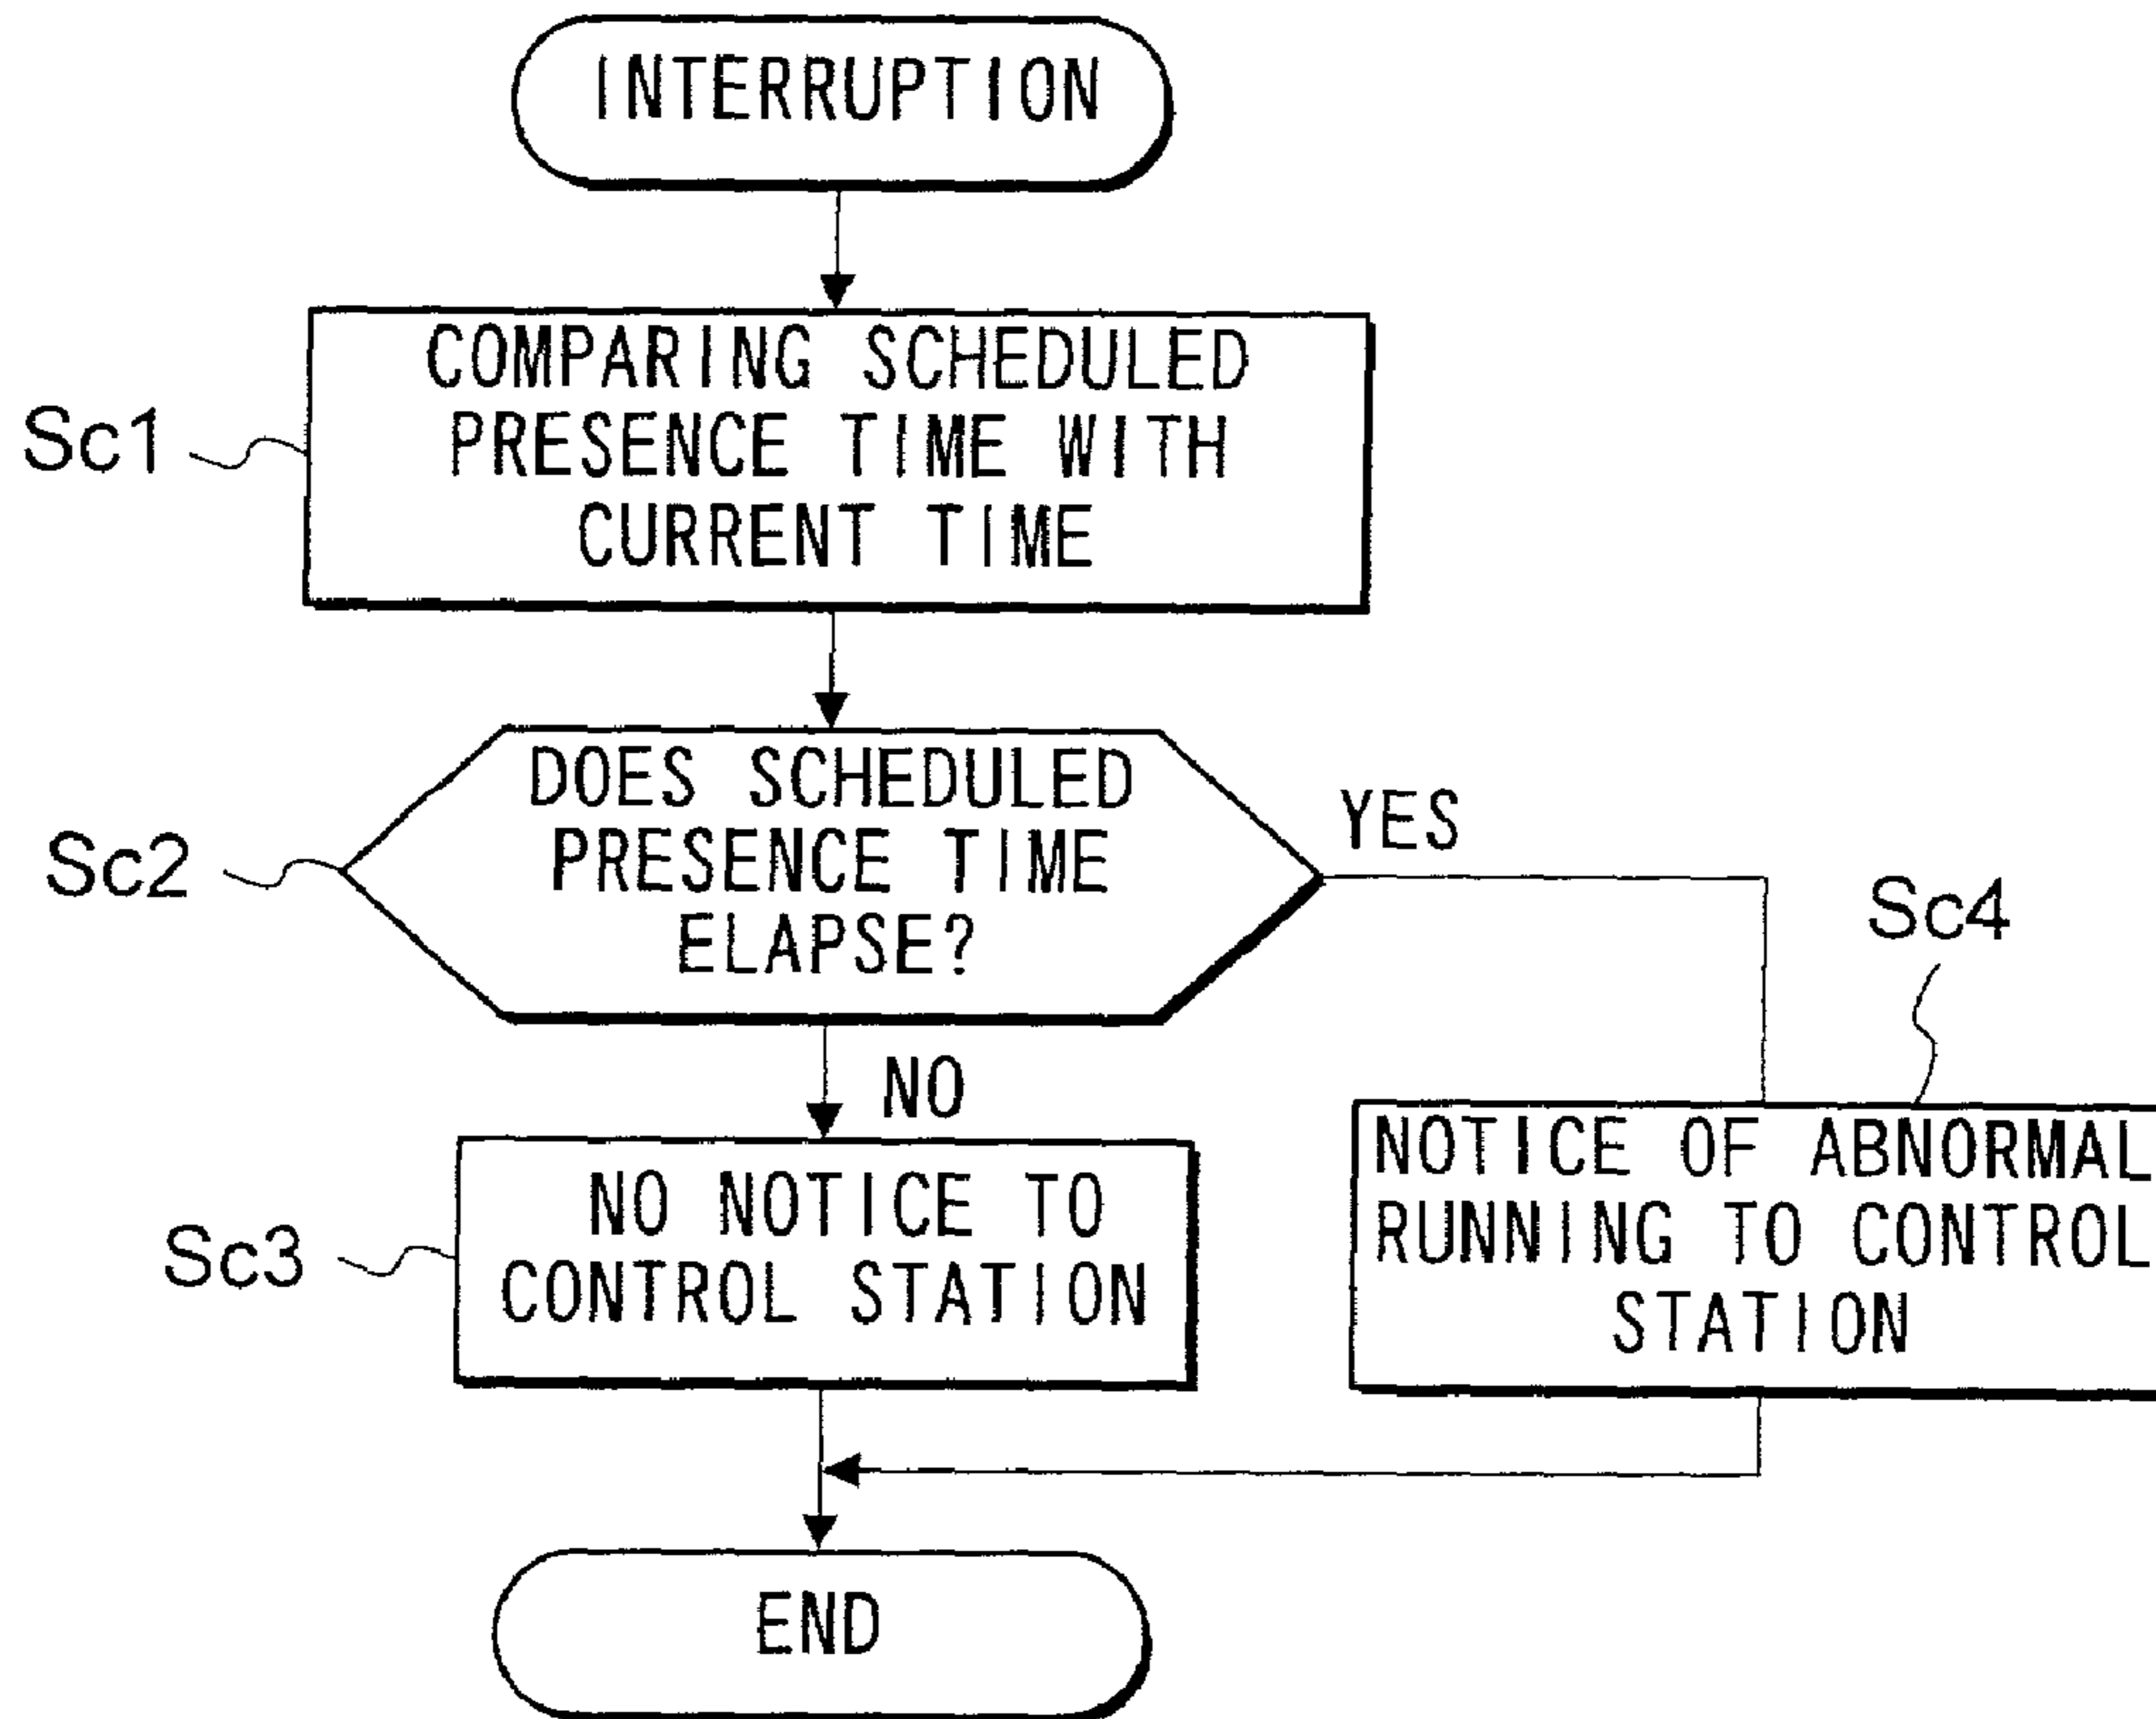 INTERRUPTION
Sc1
COMPARING SCHEDULED
PRESENCE TIME WITH
CURRENT TIME
Sc2
DOES SCHEDULED
PRESENCE TIME
ELAPSE?
YES
NO
Sc4
Sc3
NO NOTICE TO
CONTROL STATION
NOTICE OF ABNORMAL
RUNNING TO CONTROL
STATION
END